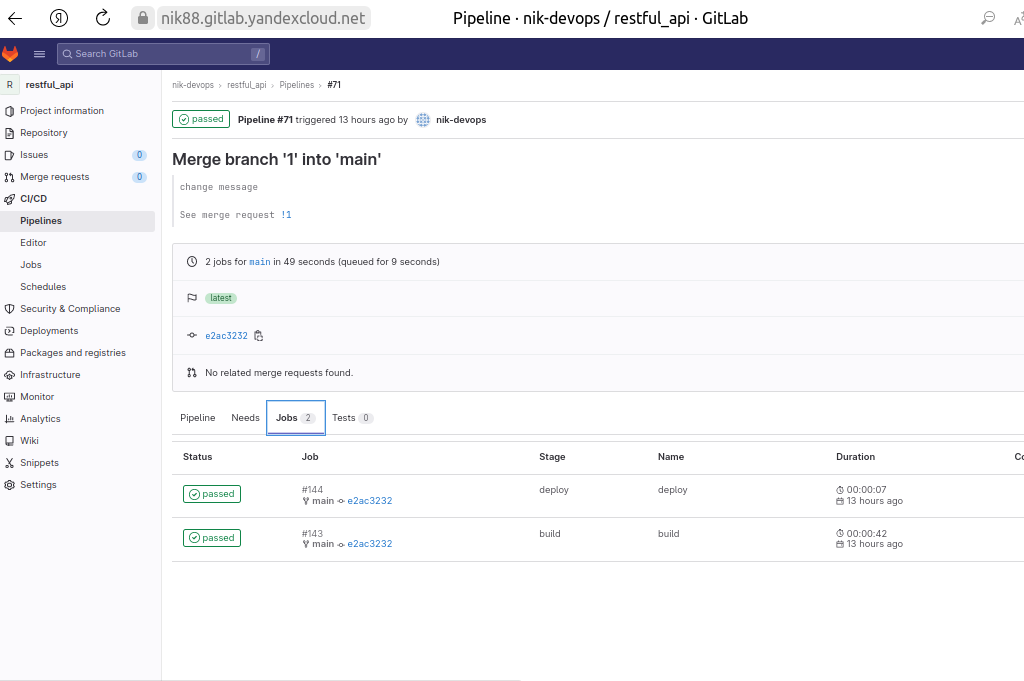 Я nik88.gitlab.yandexcloud.net Pipeline · nik-devops / restful_api · GitLab
Search GitLab /
R restful_api
Project information
Repository
Issues 0
Merge requests 0
CI/CD
Pipelines
Editor
Jobs
Schedules
Security & Compliance
Deployments
Packages and registries
Infrastructure
Monitor
Analytics
Wiki
Snippets
Settings
nik-devops › restful_api › Pipelines › #71
passed Pipeline #71 triggered 13 hours ago by nik-devops
Merge branch '1' into 'main'
change message
See merge request !1
2 jobs for main in 49 seconds (queued for 9 seconds)
latest
e2ac3232
No related merge requests found.
Pipeline Needs Jobs 2 Tests 0
Status Job Stage Name Duration Co
passed #144 deploy deploy 00:00:07
main e2ac3232 13 hours ago
passed #143 build build 00:00:42
main e2ac3232 13 hours ago